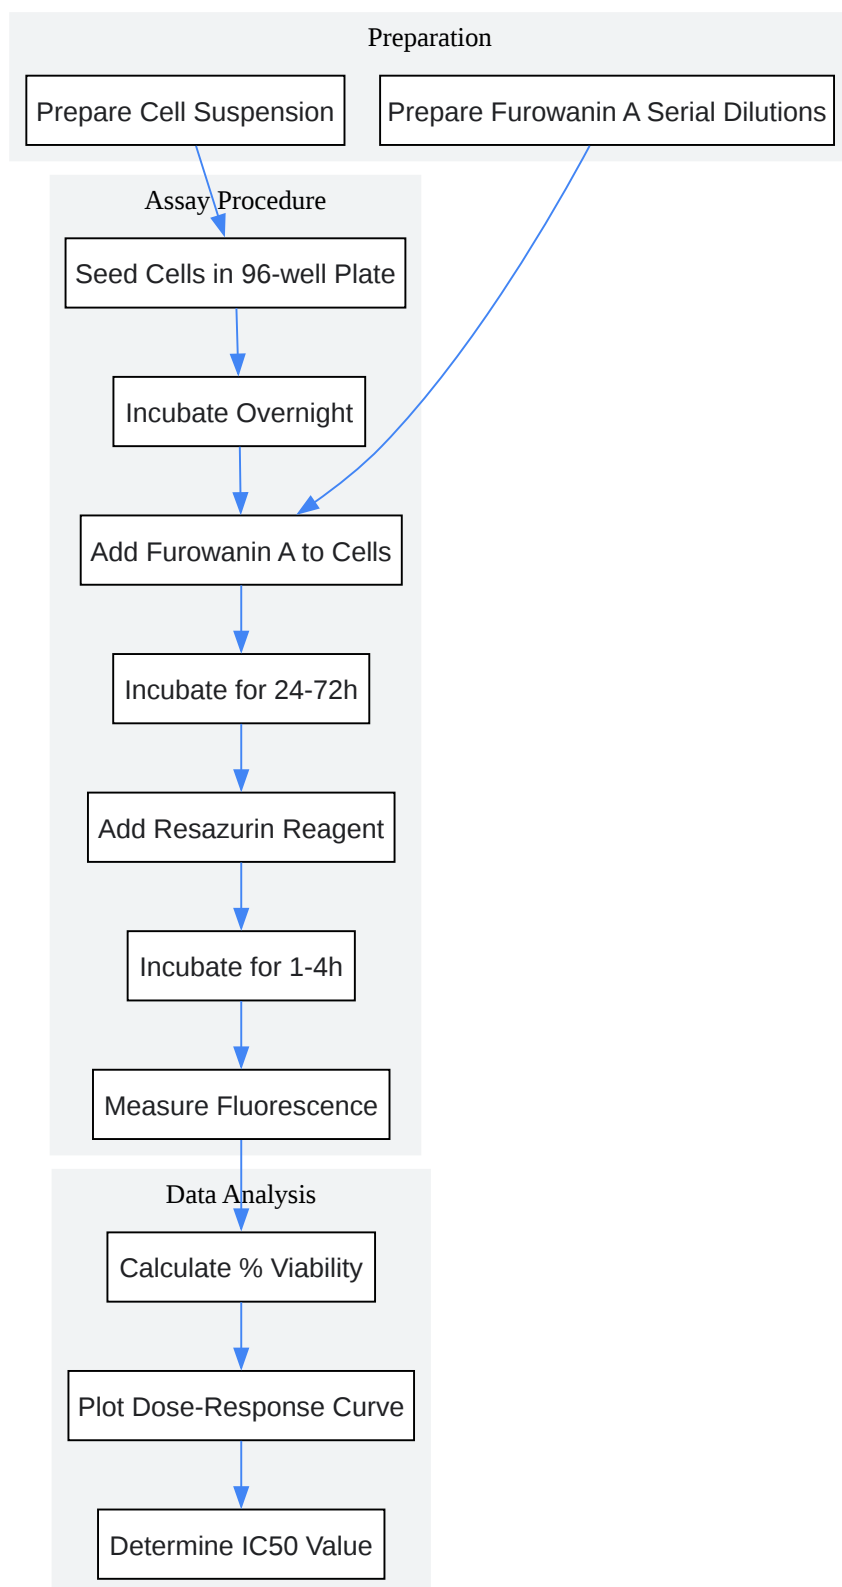 Preparation
Prepare Cell Suspension
Prepare Furowanin A Serial Dilutions
Assay Procedure
Seed Cells in 96-well Plate
Incubate Overnight
Add Furowanin A to Cells
Incubate for 24-72h
Add Resazurin Reagent
Incubate for 1-4h
Measure Fluorescence
Data Analysis
Calculate % Viability
Plot Dose-Response Curve
Determine IC50 Value